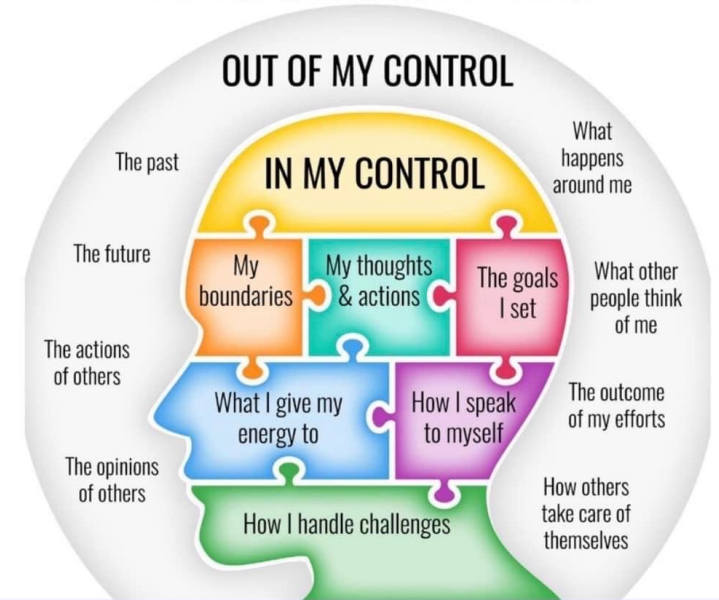 OUT OF MY CONTROL
The past
The future
The actions
of others
The opinions
of others
IN MY CONTROL
My
boundaries
My thoughts
& actions
The goals
I set
What I give my
energy to
How I speak
to myself
How I handle challenges
What
happens
around me
What other
people think
of me
The outcome
of my efforts
How others
take care of
themselves